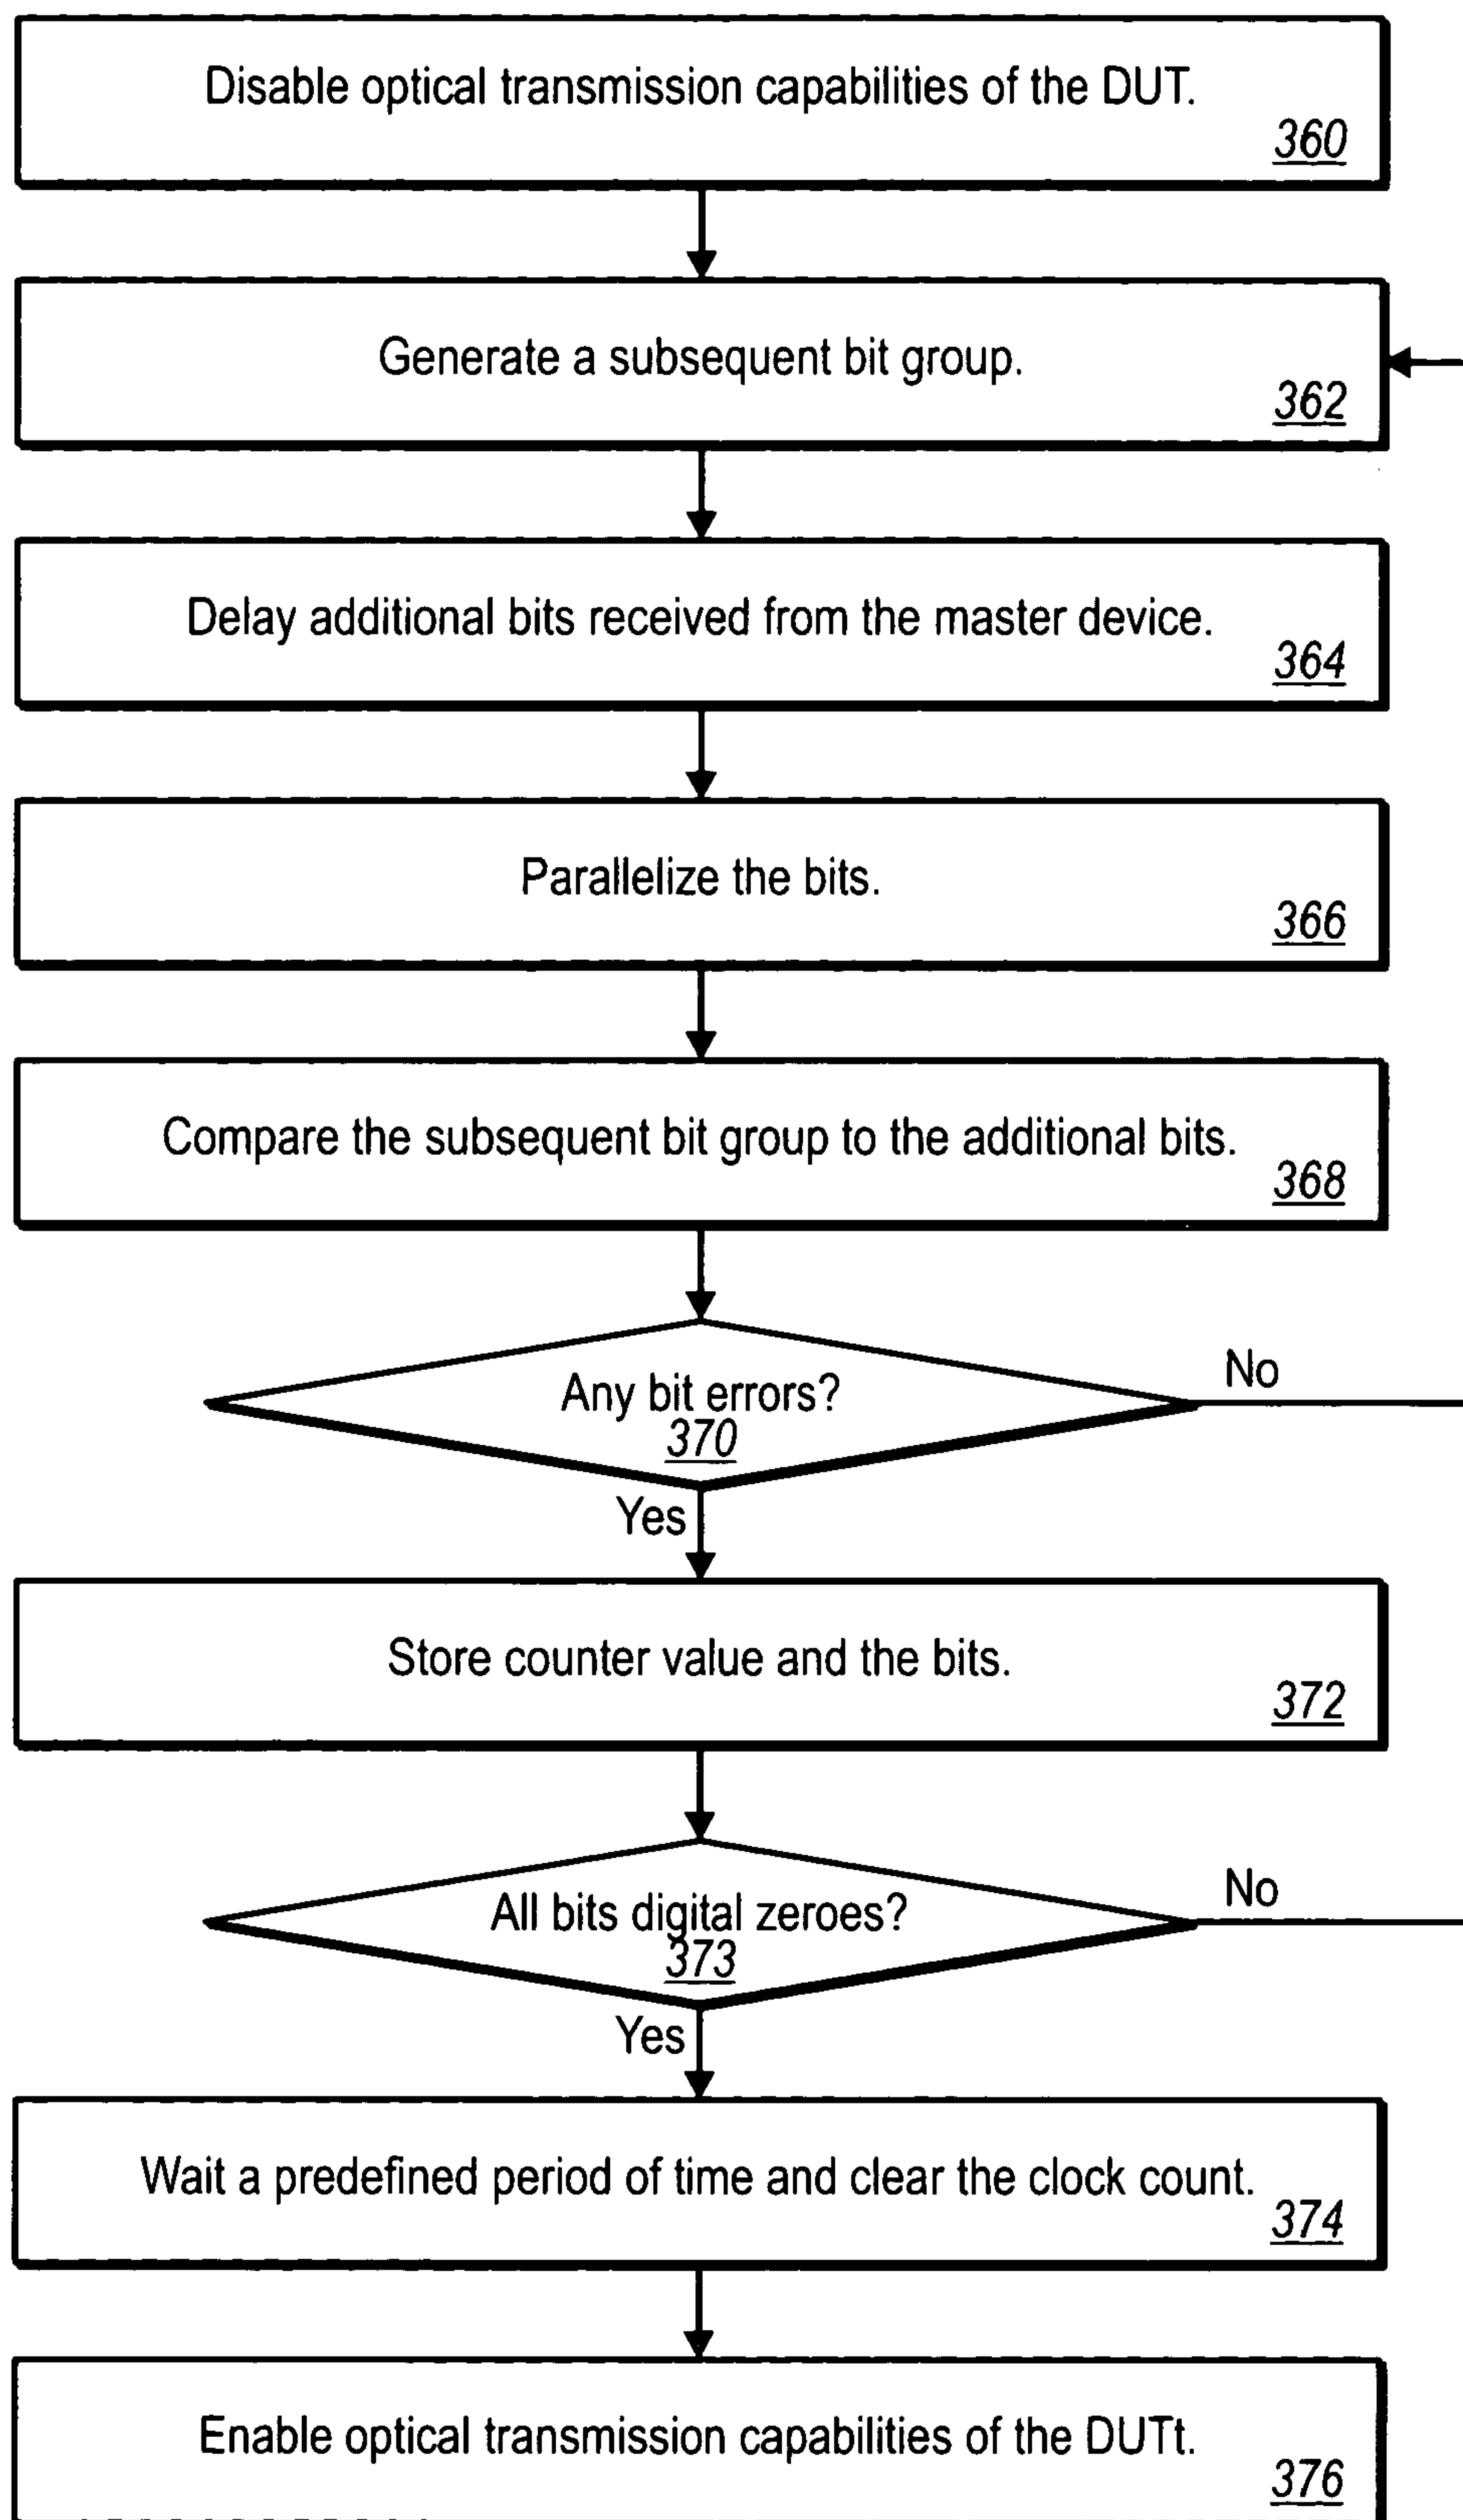 Disable optical transmission capabilities of the DUT.
360
Generate a subsequent bit group.
362
Delay additional bits received from the master device.
364
Parallelize the bits.
366
Compare the subsequent bit group to the additional bits.
368
Any bit errors?
370
No
Yes
Store counter value and the bits.
372
All bits digital zeroes?
373
No
Yes
Wait a predefined period of time and clear the clock count.
374
Enable optical transmission capabilities of the DUTt.
376